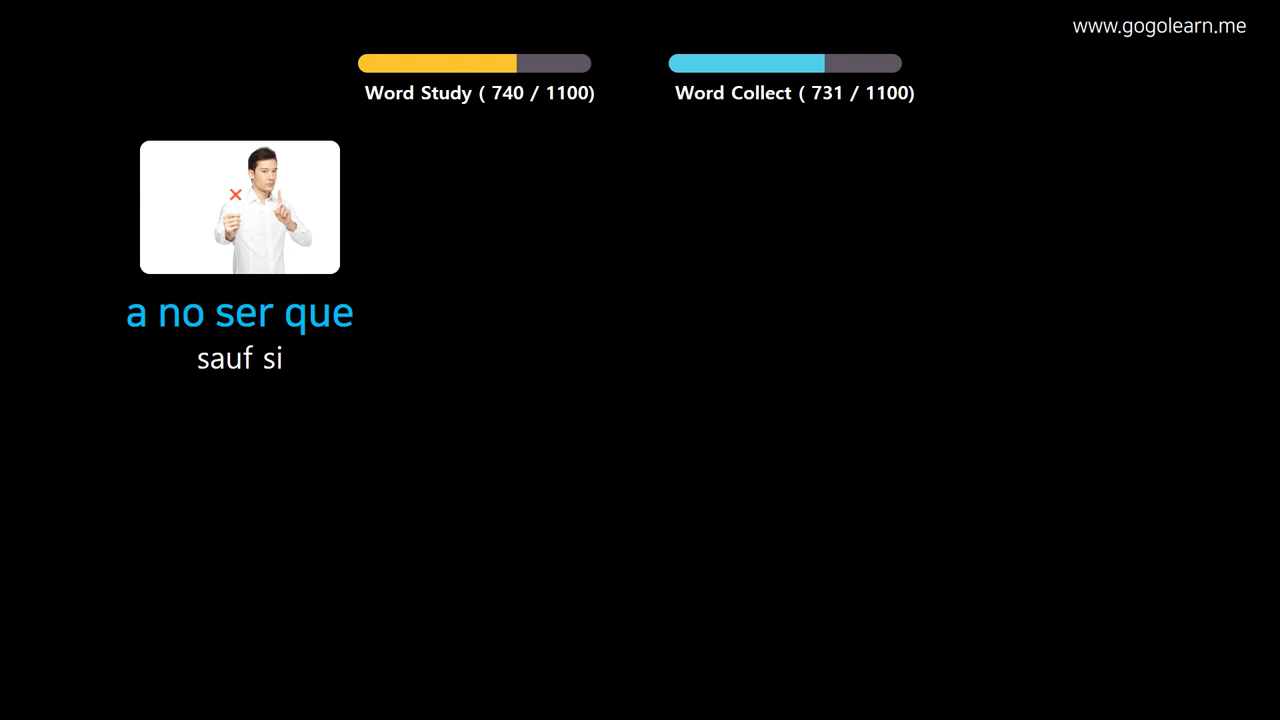 www.gogolearn.me
Word Study ( 740 / 1100)
Word Collect ( 731 / 1100)
a no ser que
sauf si